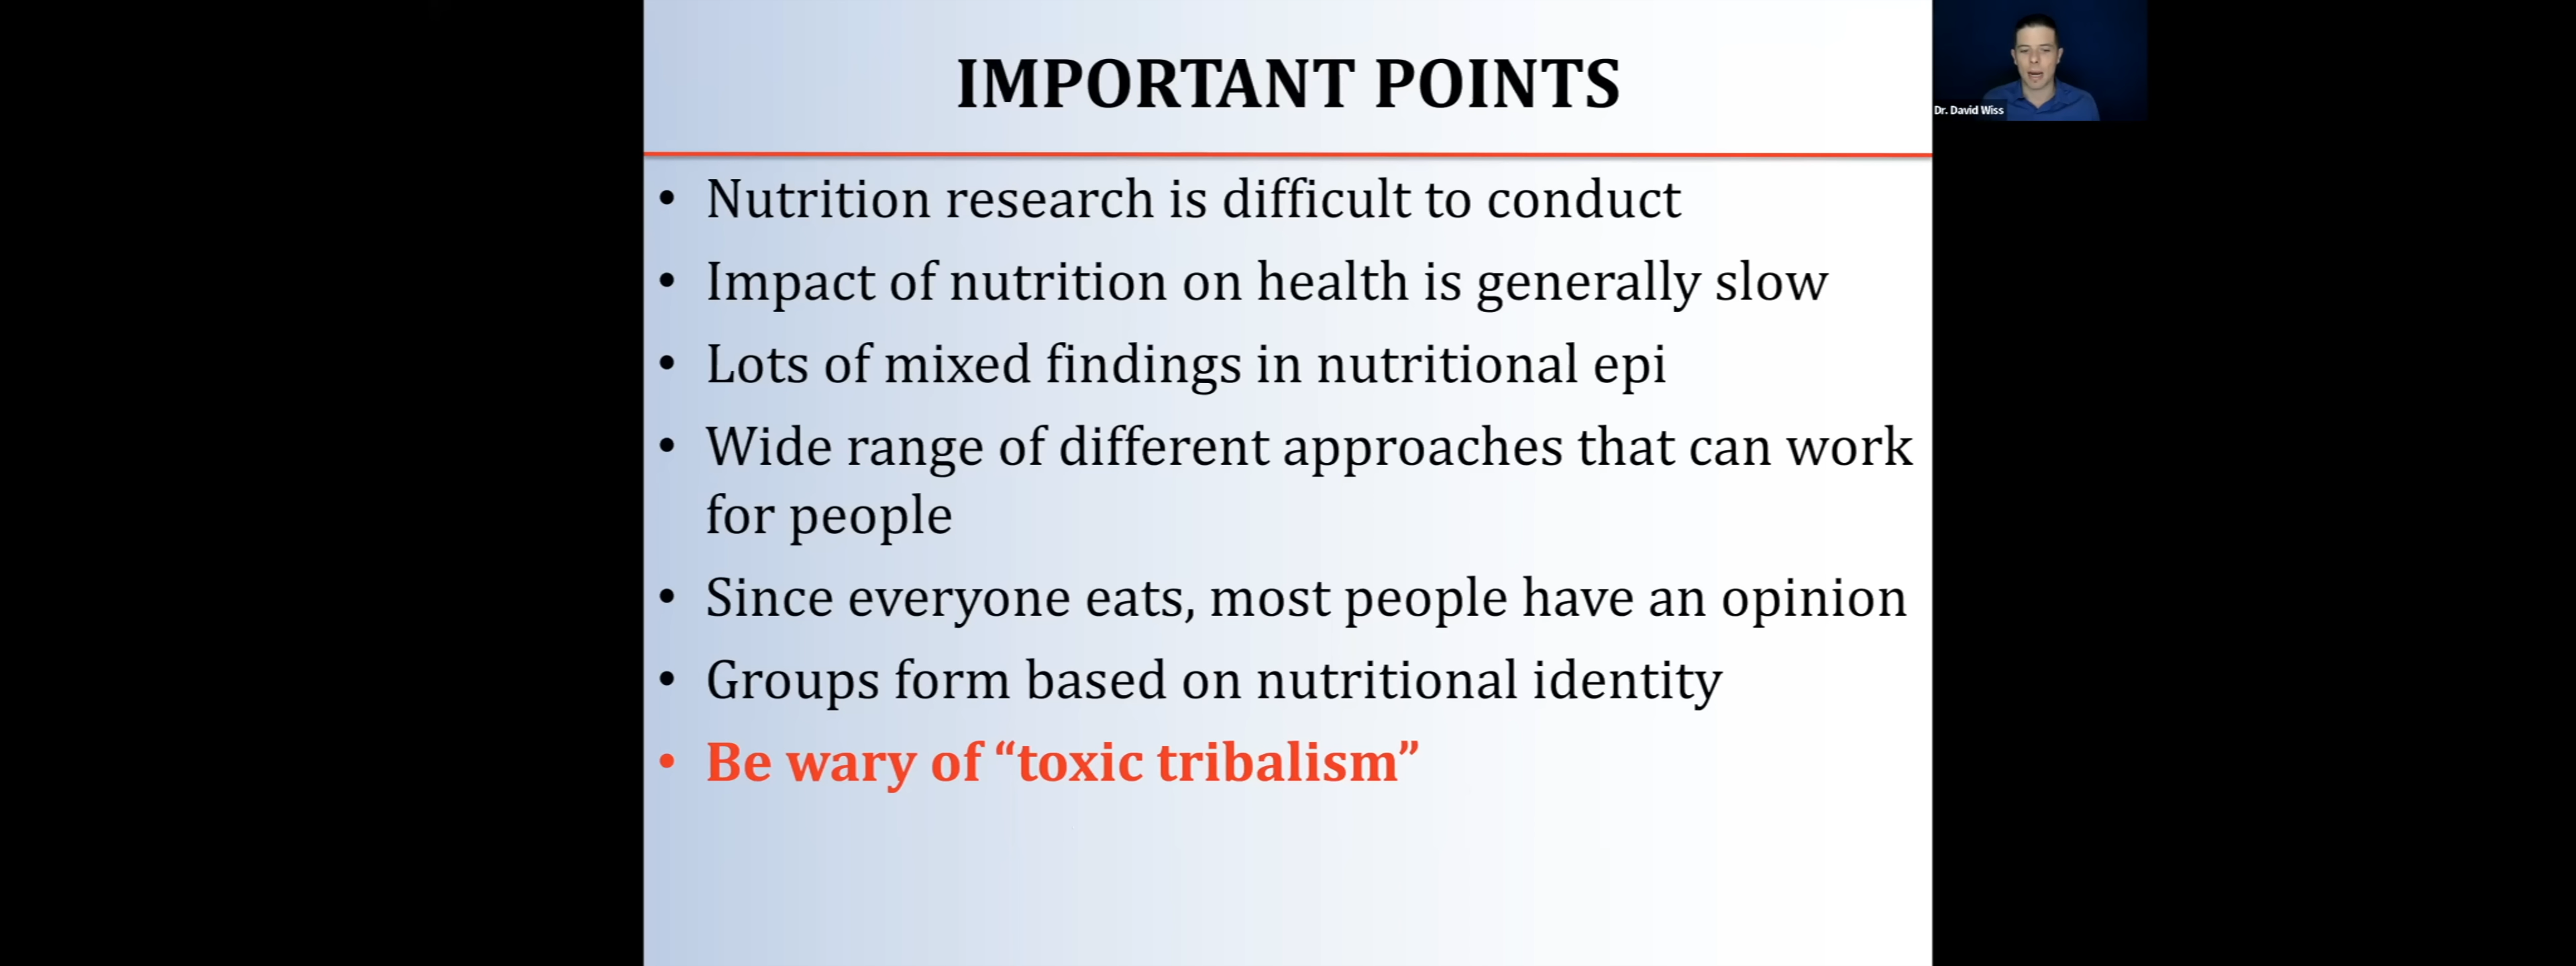 IMPORTANT POINTS
• Nutrition research is difficult to conduct
• Impact of nutrition on health is generally slow
• Lots of mixed findings in nutritional epi
• Wide range of different approaches that can work
for people
• Since everyone eats, most people have an opinion
• Groups form based on nutritional identity
• Be wary of “toxic tribalism”
Dr. David Wiss